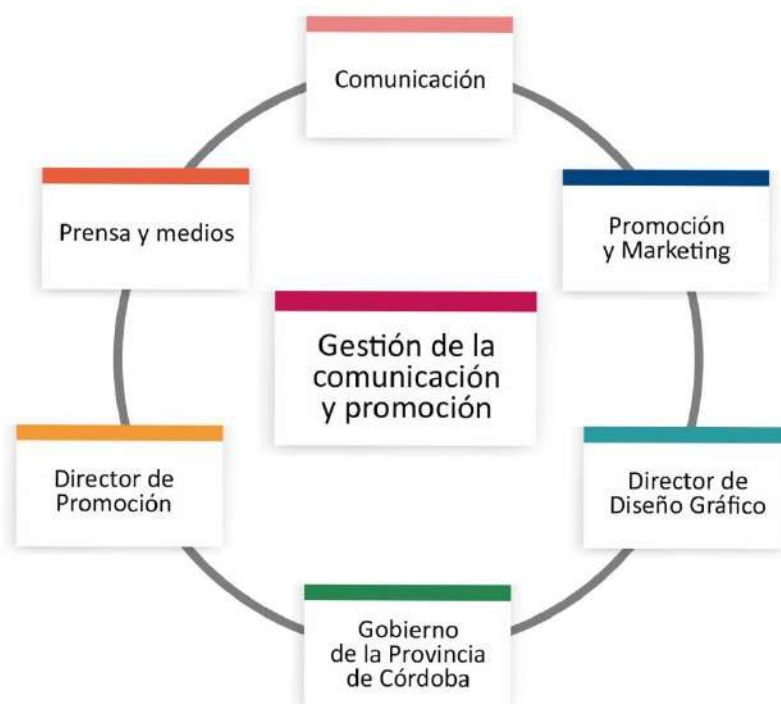 Comunicación
Prensa y medios
Promoción
y Marketing
Gestión de la
comunicación
y promoción
Director de
Promoción
Director de
Diseño Gráfico
Gobierno
de la Provincia
de Córdoba